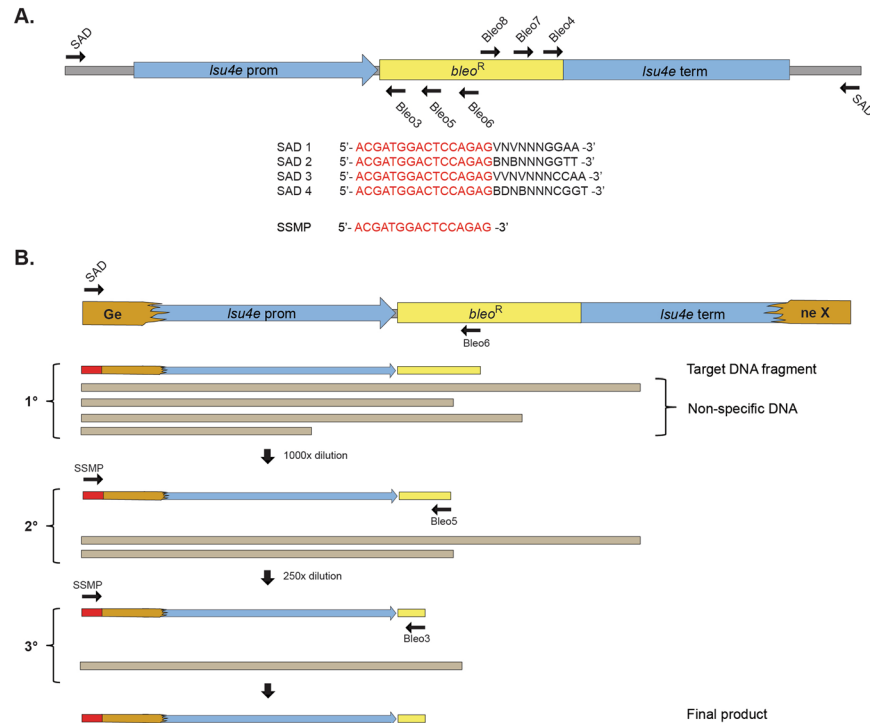 A.
SAD
Bleo8
Bleo7
Bleo4
lsu4e prom
bleoR
lsu4e term
Bleo3
Bleo5
Bleo6
SAD
SAD 1 5'- ACGATGGACTCCAGAGVNVNNNGGAA -3'
SAD 2 5'- ACGATGGACTCCAGAGBNBNNNGGTT -3'
SAD 3 5'- ACGATGGACTCCAGAGVVNVNNNCCAA -3'
SAD 4 5'- ACGATGGACTCCAGAGBDNBNNNCGGT -3'
SSMP 5'- ACGATGGACTCCAGAG -3'
B.
SAD
Ge
lsu4e prom
bleoR
lsu4e term
ne X
Bleo6
Target DNA fragment
1°
Non-specific DNA
1000x dilution
SSMP
Bleo5
2°
250x dilution
SSMP
Bleo3
3°
Final product